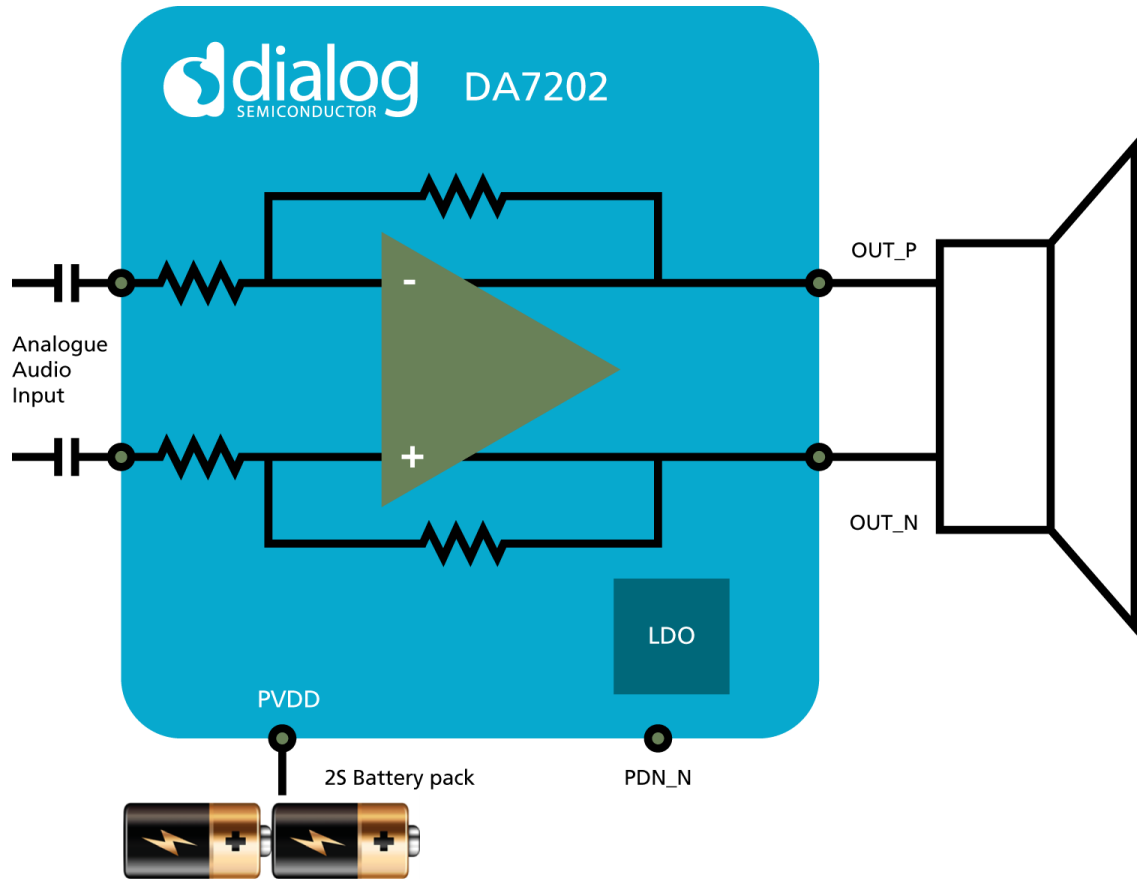 dialog
SEMICONDUCTOR
DA7202
Analogue
Audio
Input
-
+
OUT_P
OUT_N
LDO
PVDD
2S Battery pack
PDN_N
+
+